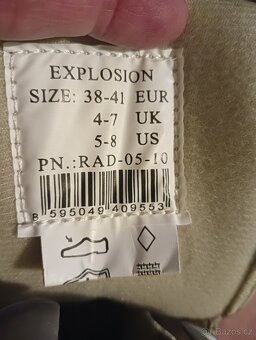 EXPLOSION
SIZE: 38-41 EUR
4-7 UK
5-8 US
PN.:RAD-05-10
8 595049 409553
© bazos.cz